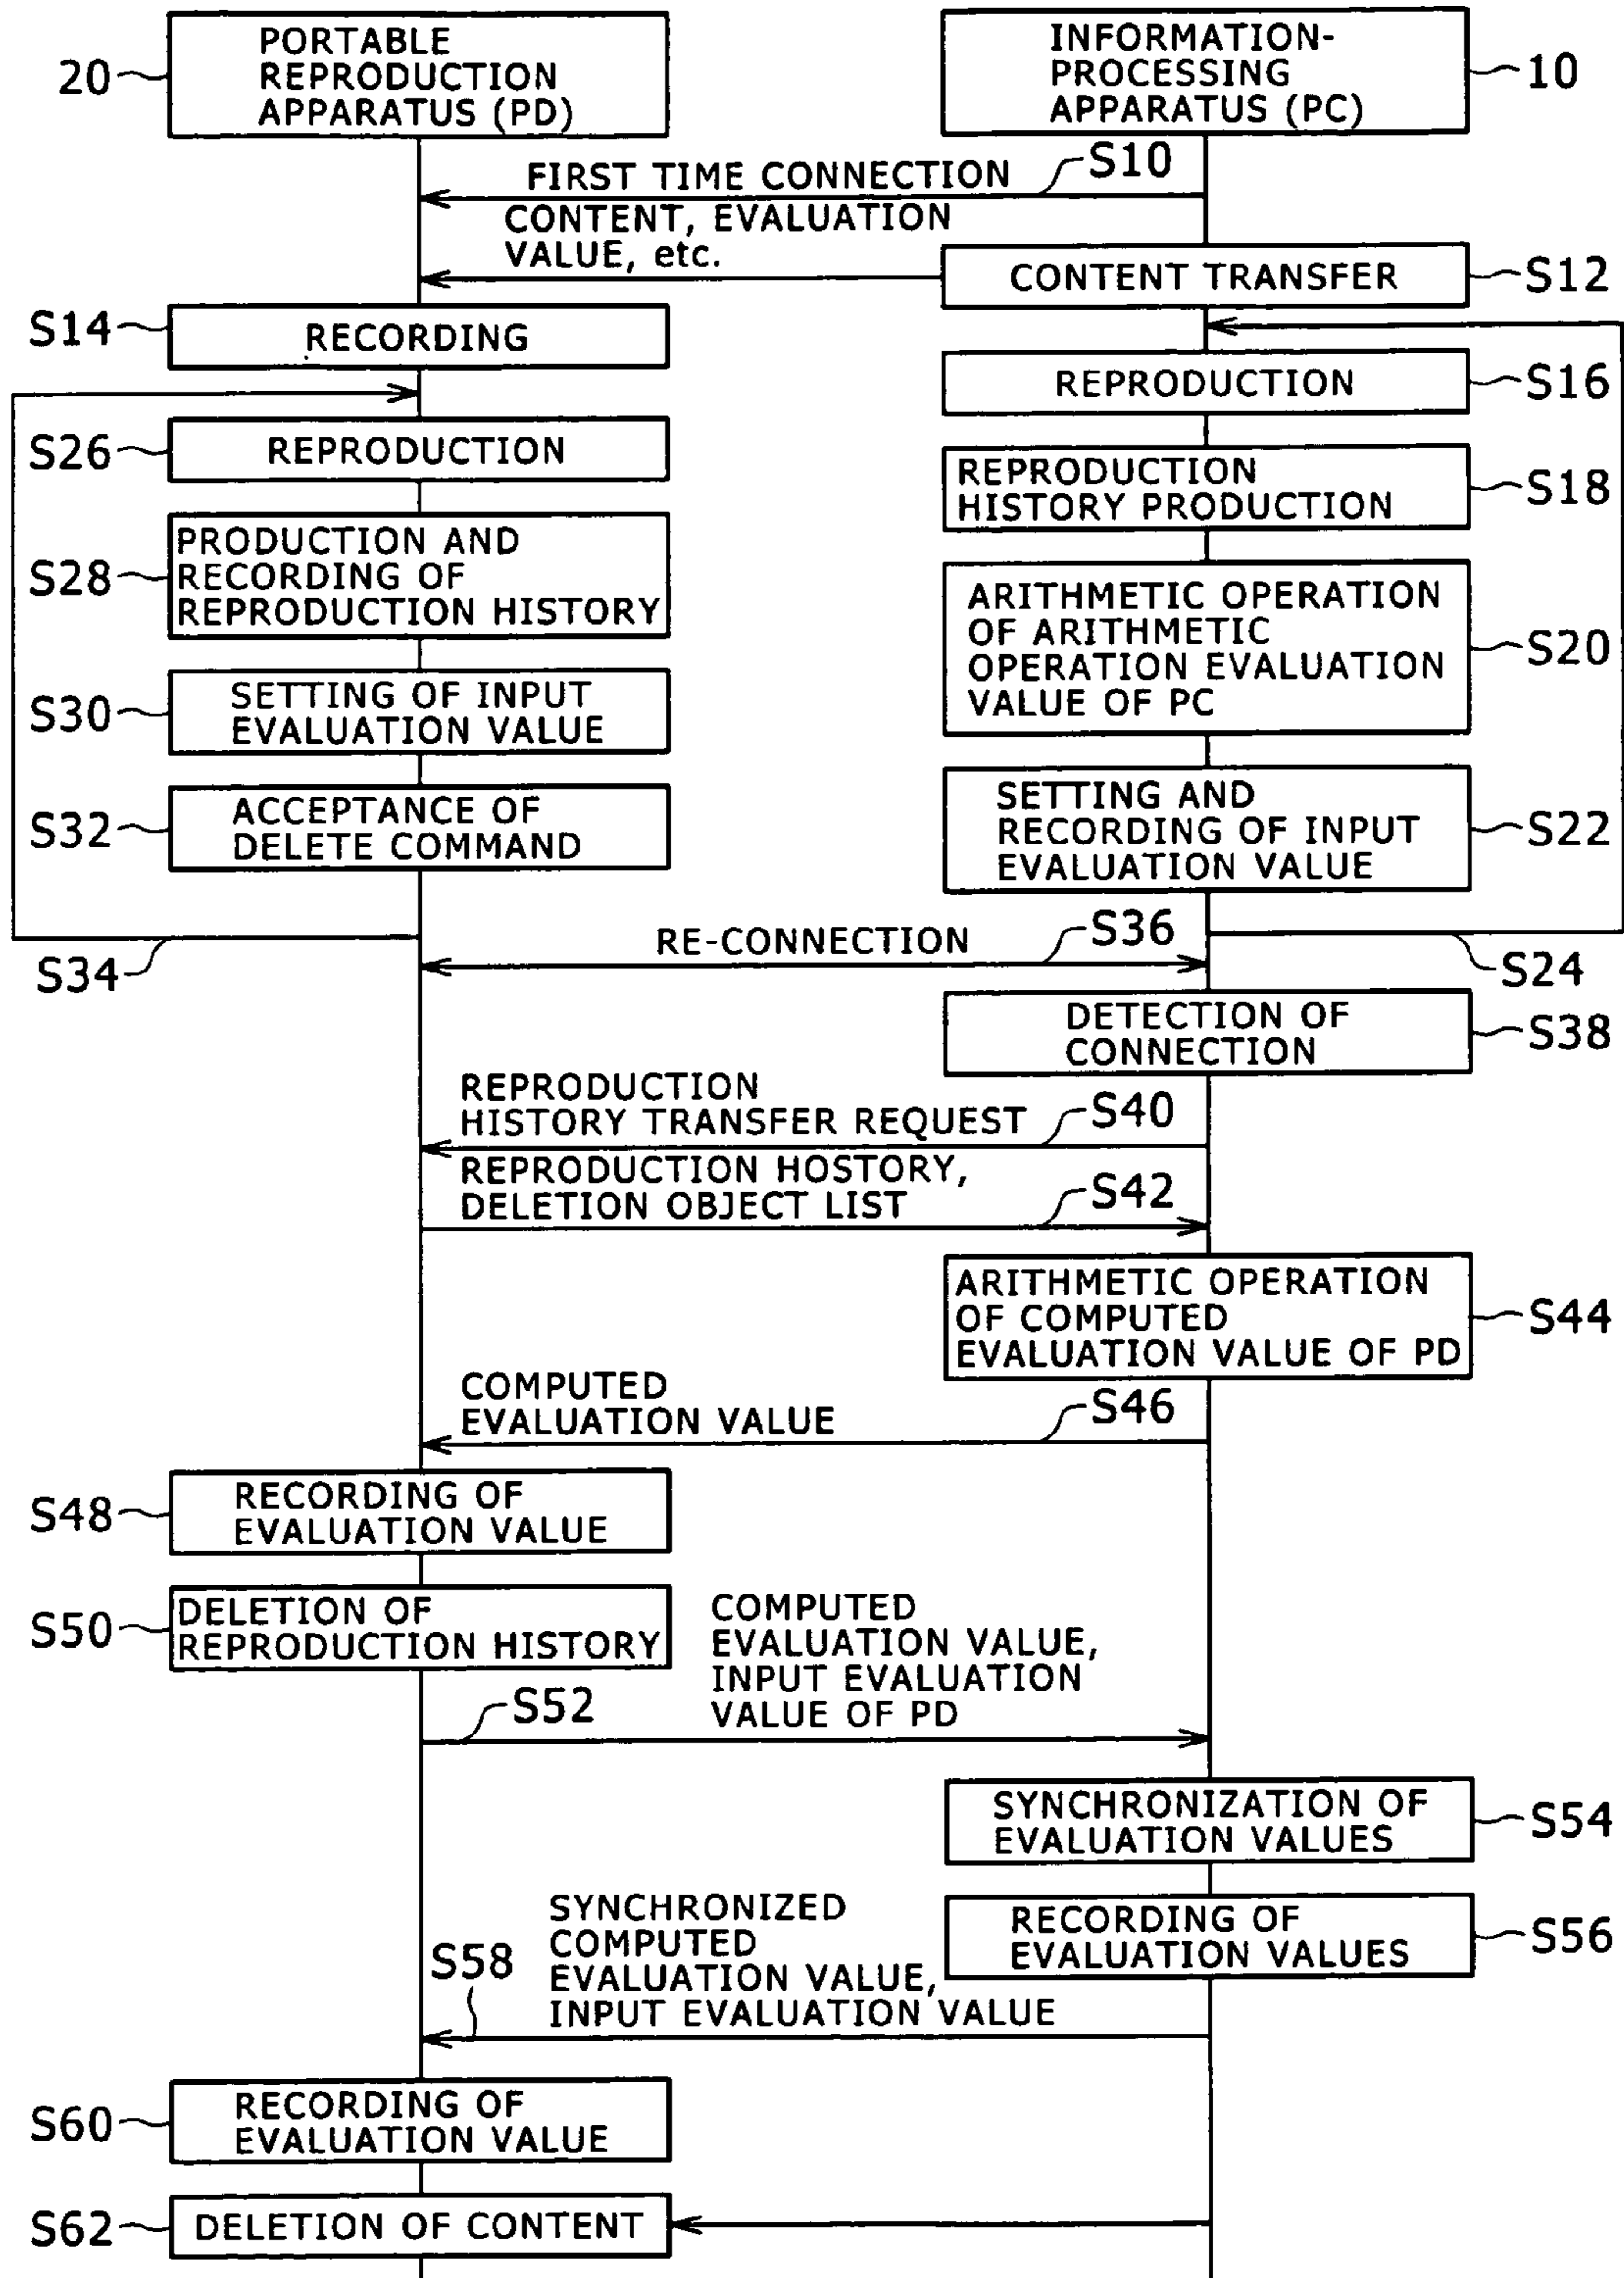 20
PORTABLE
REPRODUCTION
APPARATUS (PD)
INFORMATION-
PROCESSING
APPARATUS (PC)
10
FIRST TIME CONNECTION
S10
CONTENT, EVALUATION
VALUE, etc.
CONTENT TRANSFER
S12
S14
RECORDING
REPRODUCTION
S16
S26
REPRODUCTION
REPRODUCTION
HISTORY PRODUCTION
S18
S28
PRODUCTION AND
RECORDING OF
REPRODUCTION HISTORY
ARITHMETIC OPERATION
OF ARITHMETIC
OPERATION EVALUATION
VALUE OF PC
S20
S30
SETTING OF INPUT
EVALUATION VALUE
S32
ACCEPTANCE OF
DELETE COMMAND
SETTING AND
RECORDING OF INPUT
EVALUATION VALUE
S22
S34
RE-CONNECTION
S36
S24
DETECTION OF
CONNECTION
S38
REPRODUCTION
HISTORY TRANSFER REQUEST
S40
REPRODUCTION HOSTORY,
DELETION OBJECT LIST
S42
ARITHMETIC OPERATION
OF COMPUTED
EVALUATION VALUE OF PD
S44
COMPUTED
EVALUATION VALUE
S46
S48
RECORDING OF
EVALUATION VALUE
S50
DELETION OF
REPRODUCTION HISTORY
COMPUTED
EVALUATION VALUE,
INPUT EVALUATION
VALUE OF PD
S52
SYNCHRONIZATION OF
EVALUATION VALUES
S54
RECORDING OF
EVALUATION VALUES
S56
SYNCHRONIZED
COMPUTED
EVALUATION VALUE,
INPUT EVALUATION VALUE
S58
S60
RECORDING OF
EVALUATION VALUE
S62
DELETION OF CONTENT